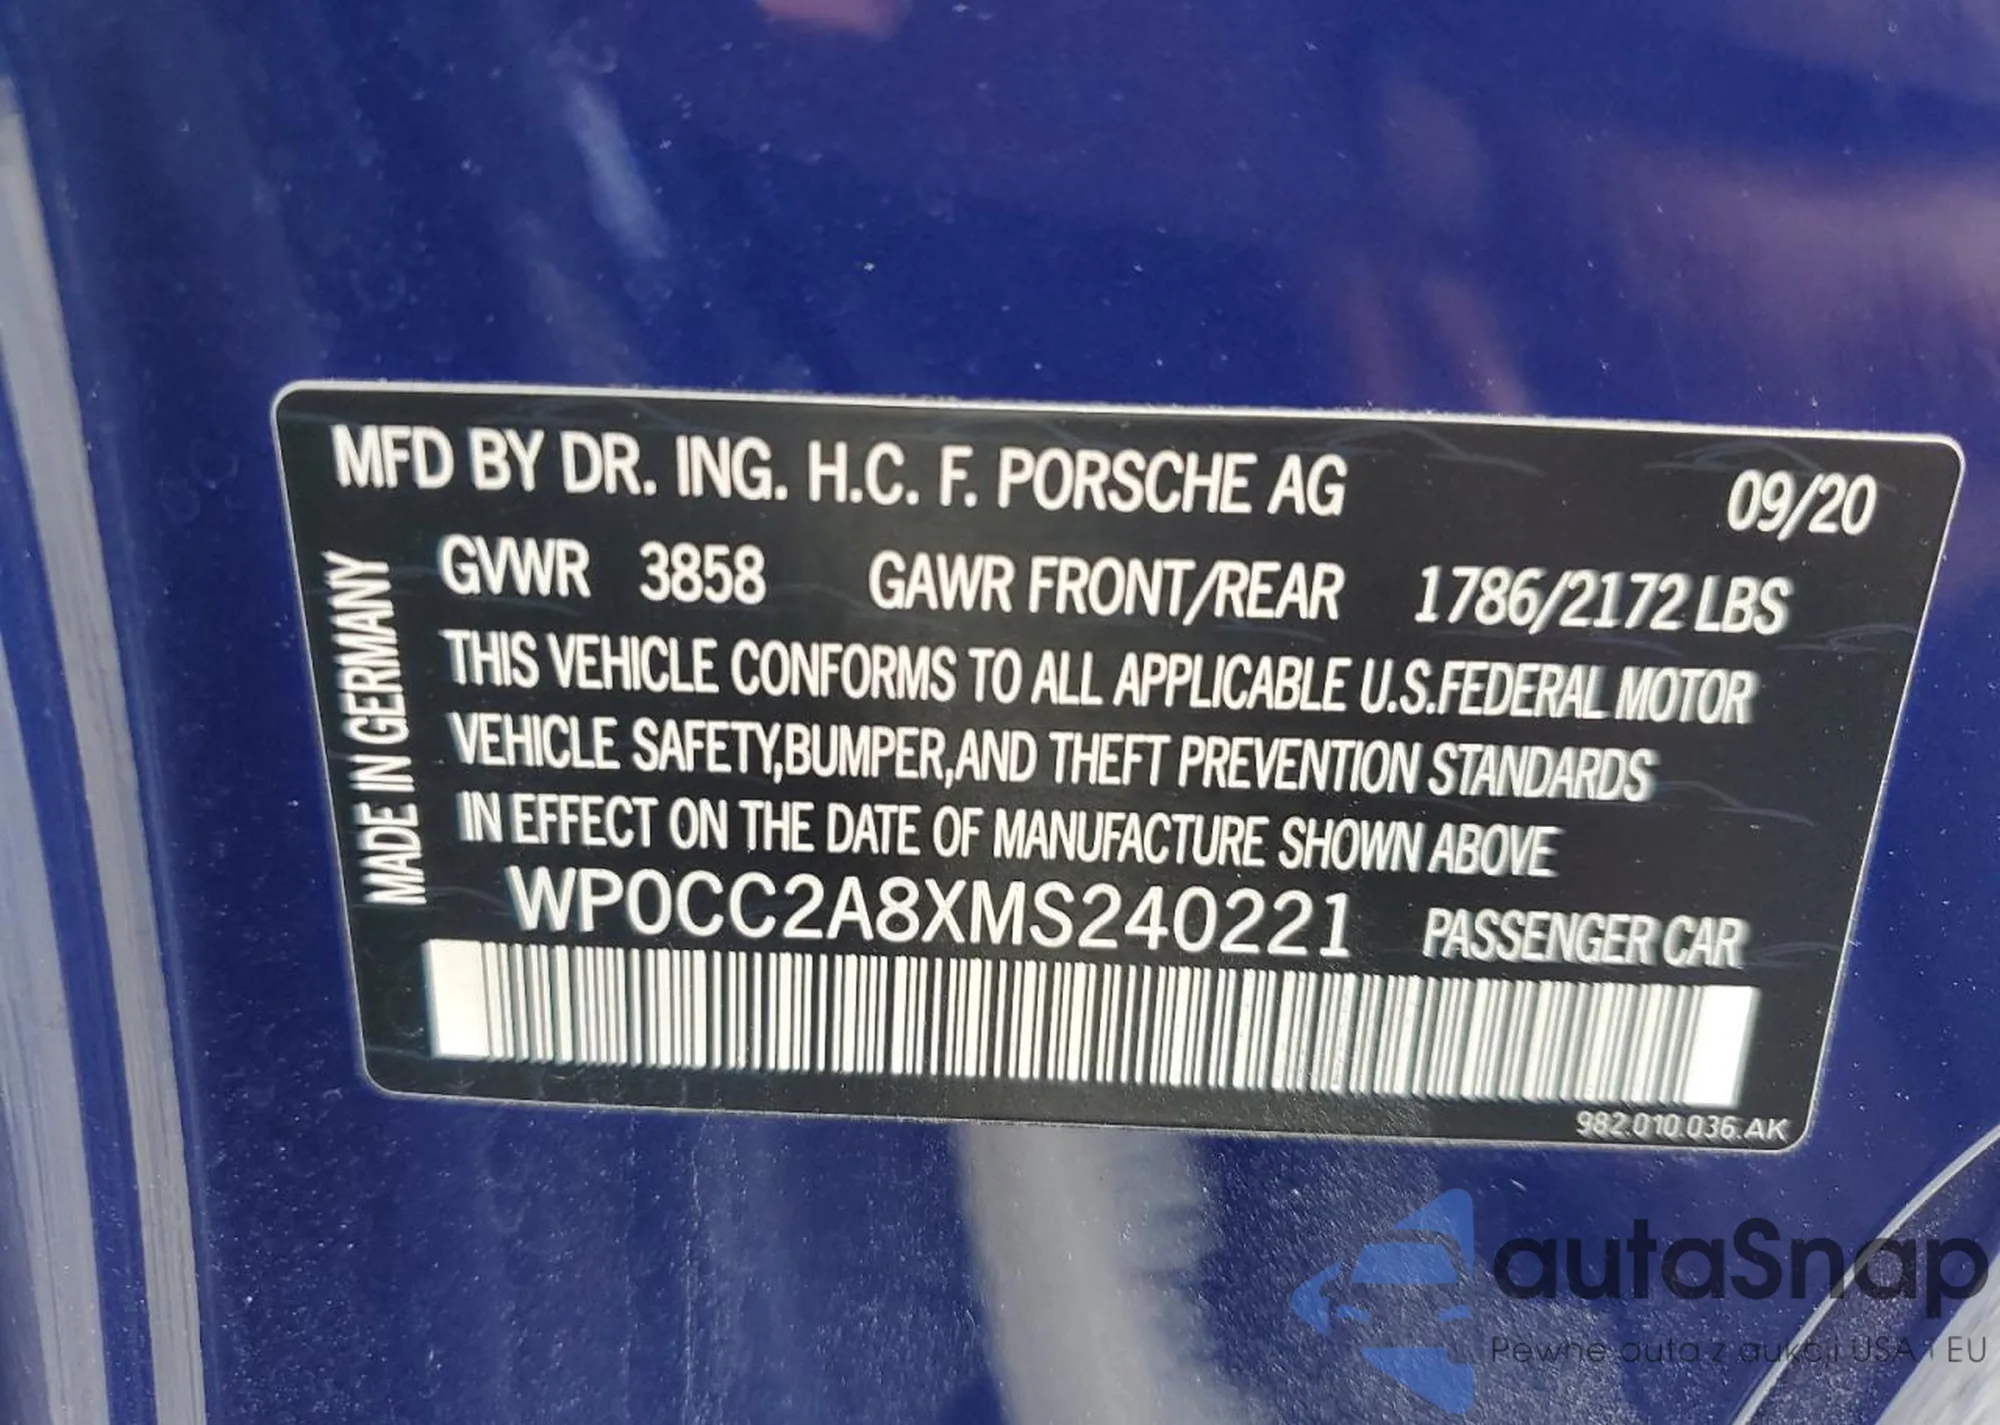 MFD BY DR. ING. H.C. F. PORSCHE AG 09/20
GVWR 3858 GAWR FRONT/REAR 1786/2172 LBS
THIS VEHICLE CONFORMS TO ALL APPLICABLE U.S.FEDERAL MOTOR
VEHICLE SAFETY,BUMPER,AND THEFT PREVENTION STANDARDS
IN EFFECT ON THE DATE OF MANUFACTURE SHOWN ABOVE
WP0CC2A8XMS240221 PASSENGER CAR
MADE IN GERMANY
982.010.036.AK
autaSnap
Pewne auta z aukcji USA i EU